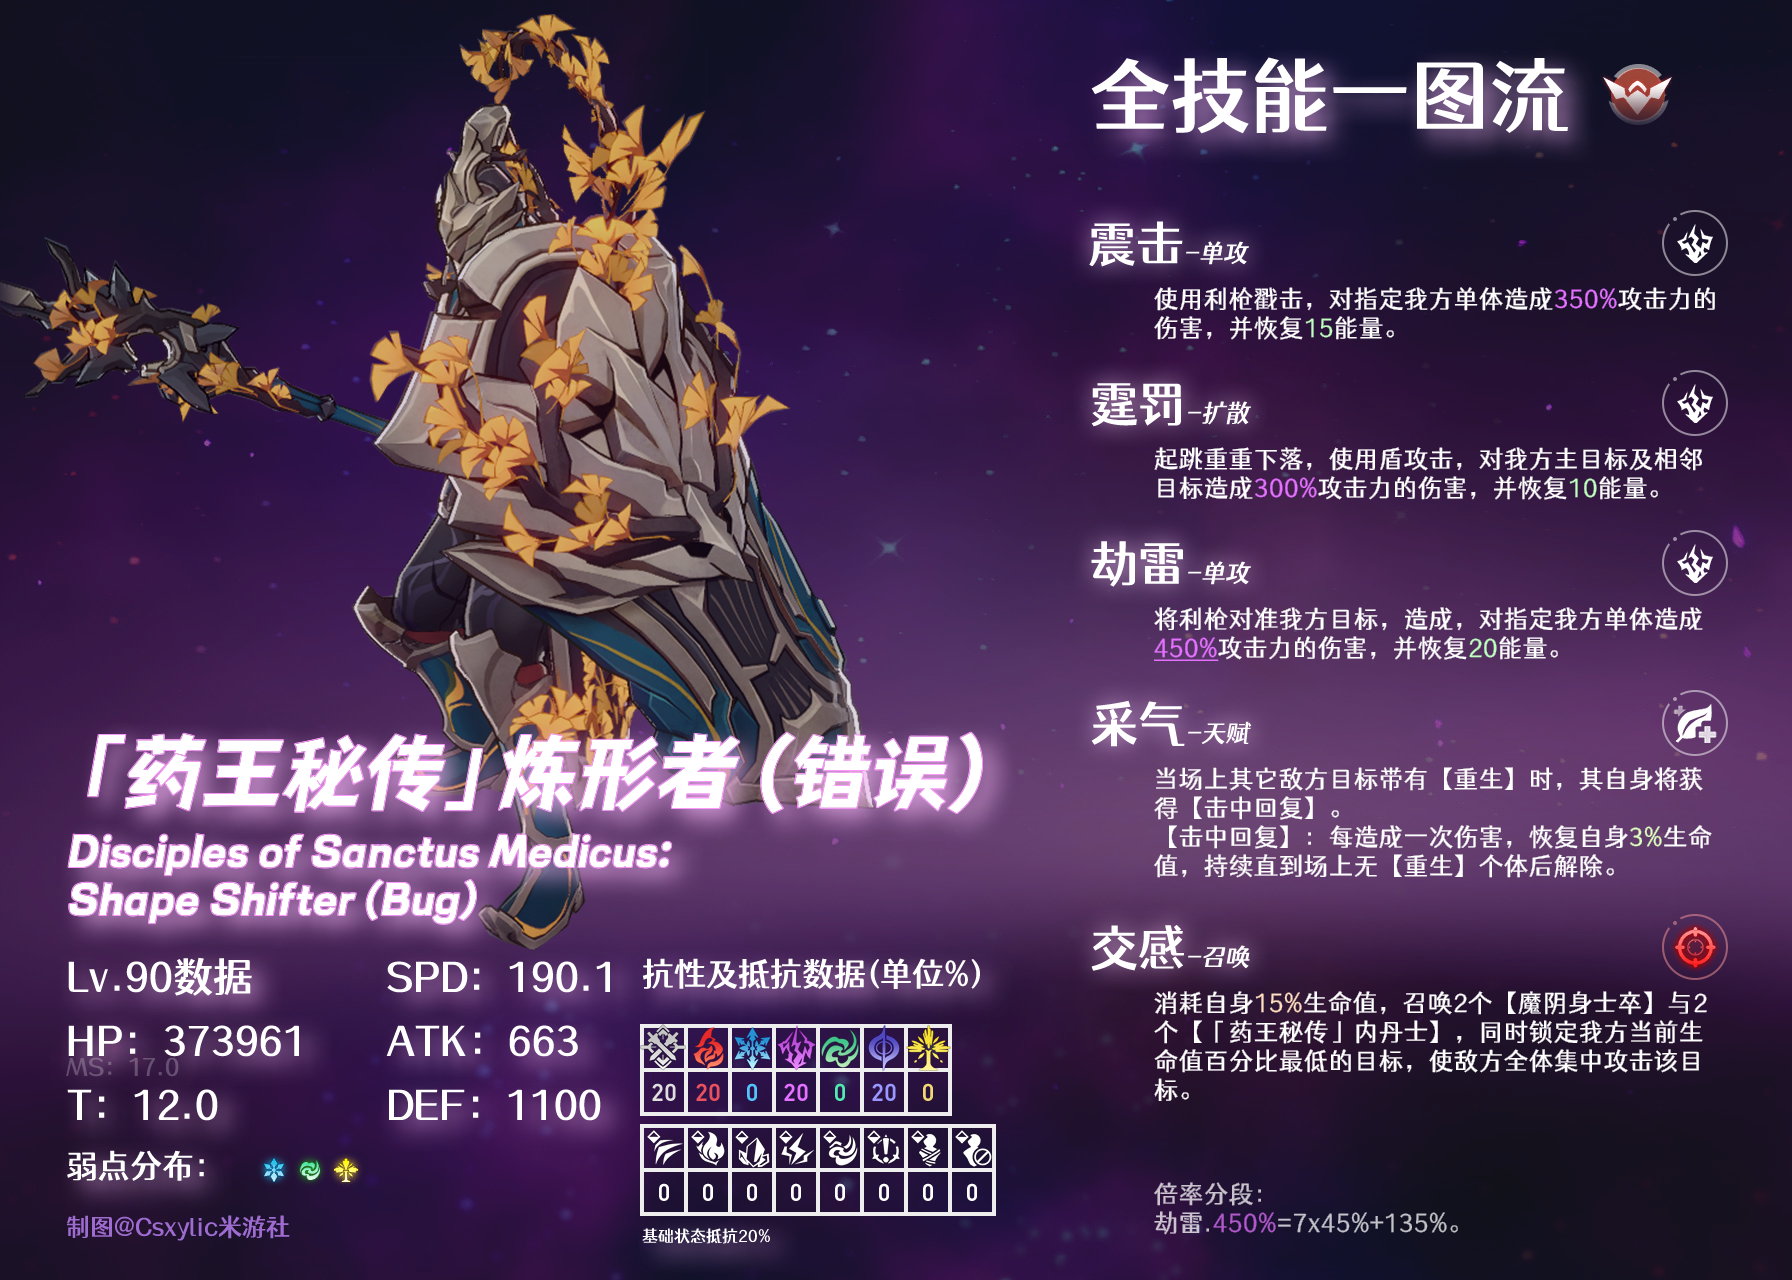 全技能一图流
震击-单攻
使用利枪戳击，对指定我方单体造成350%攻击力的
伤害，并恢复15能量。
霆罚-扩散
起跳重重下落，使用盾攻击，对我方主目标及相邻
目标造成300%攻击力的伤害，并恢复10能量。
劫雷-单攻
将利枪对准我方目标，造成，对指定我方单体造成
450%攻击力的伤害，并恢复20能量。
采气-天赋
当场上其它敌方目标带有【重生】时，其自身将获
得【击中回复】。
【击中回复】：每造成一次伤害，恢复自身3%生命
值，持续直到场上无【重生】个体后解除。
交感-召唤
消耗自身15%生命值，召唤2个【魔阴身士卒】与2
个【「药王秘传」内丹士】，同时锁定我方当前生
命值百分比最低的目标，使敌方全体集中攻击该目
标。
倍率分段：
劫雷.450%=7x45%+135%。
「药王秘传」炼形者（错误）
Disciples of Sanctus Medicus:
Shape Shifter (Bug)
Lv.90数据
SPD：190.1
HP：373961
ATK：663
MS：17.0
T：12.0
DEF：1100
弱点分布：
制图@Csxylic米游社
抗性及抵抗数据(单位%)
20 20 0 20 0 20 0
0 0 0 0 0 0 0 0
基础状态抵抗20%